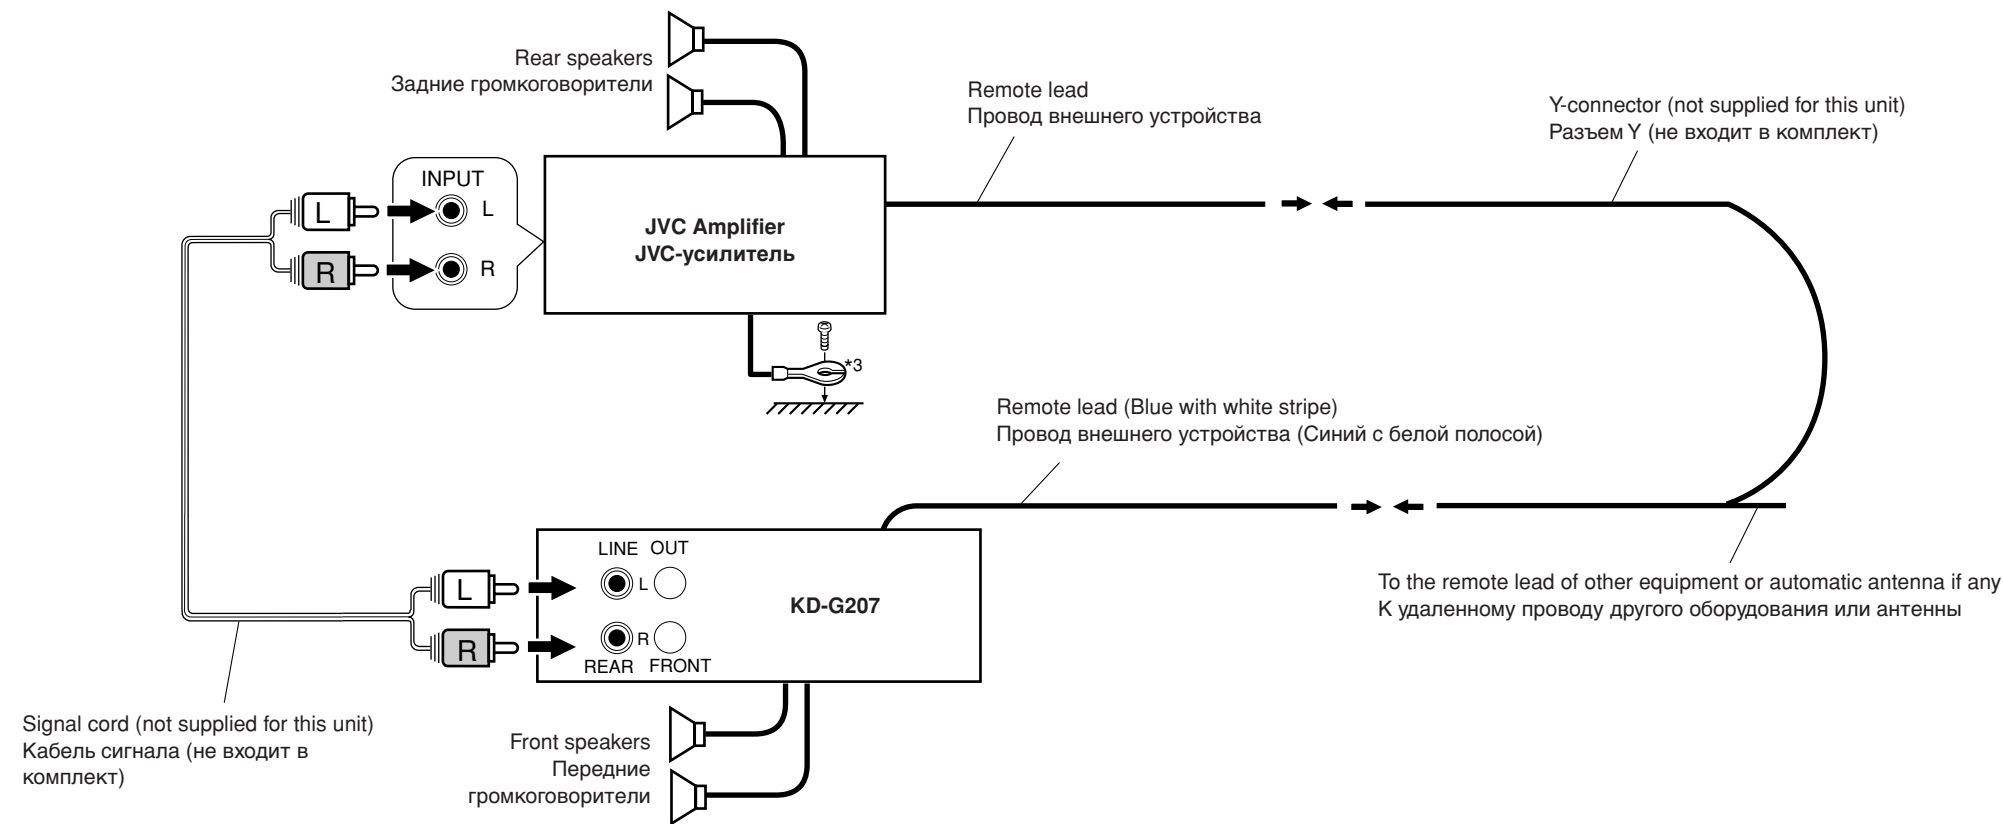 Rear speakers
Задние громкоговорители
Remote lead
Провод внешнего устройства
Y-connector (not supplied for this unit)
Разъем Y (не входит в комплект)
INPUT
L
L
R
R
JVC Amplifier
JVC-усилитель
*3
Remote lead (Blue with white stripe)
Провод внешнего устройства (Синий с белой полосой)
LINE OUT
L
L
R
R
REAR FRONT
KD-G207
To the remote lead of other equipment or automatic antenna if any
К удаленному проводу другого оборудования или антенны
Signal cord (not supplied for this unit)
Кабель сигнала (не входит в
комплект)
Front speakers
Передние
громкоговорители